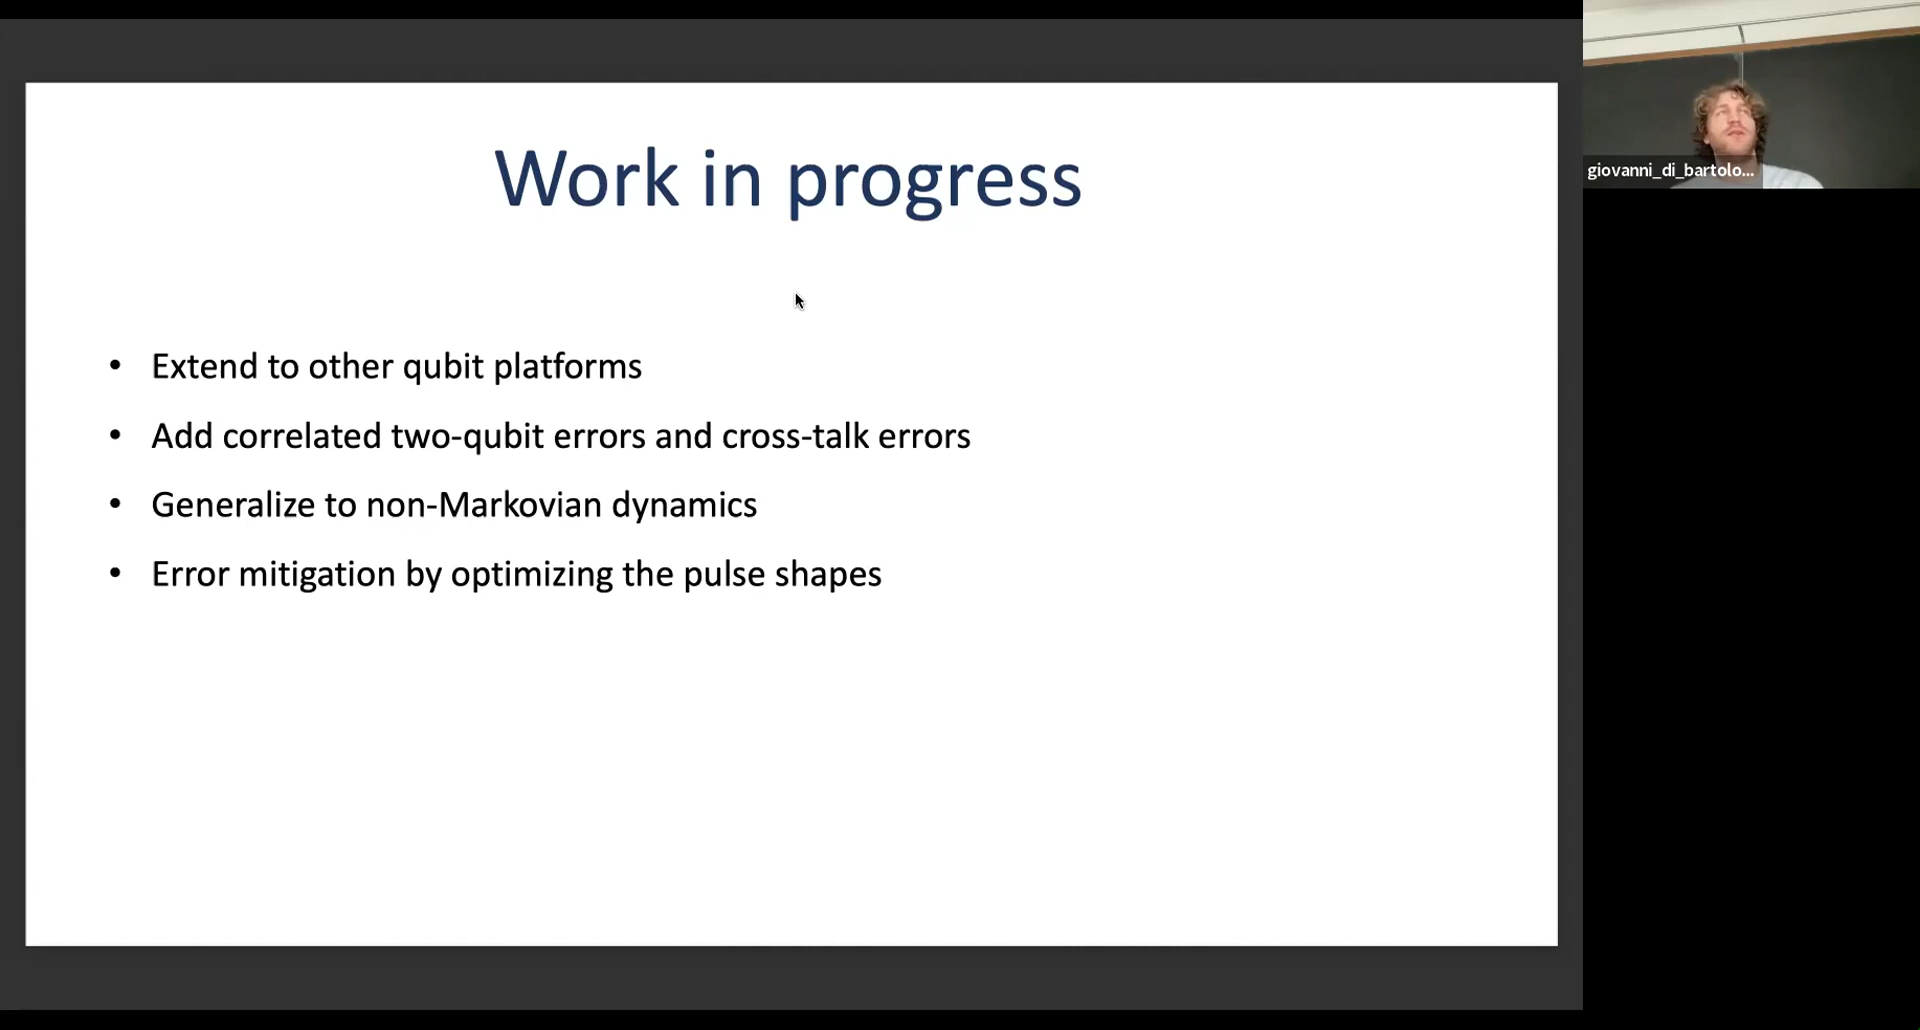 Work in progress
• Extend to other qubit platforms
• Add correlated two-qubit errors and cross-talk errors
• Generalize to non-Markovian dynamics
• Error mitigation by optimizing the pulse shapes
giovanni_di_bartolo...